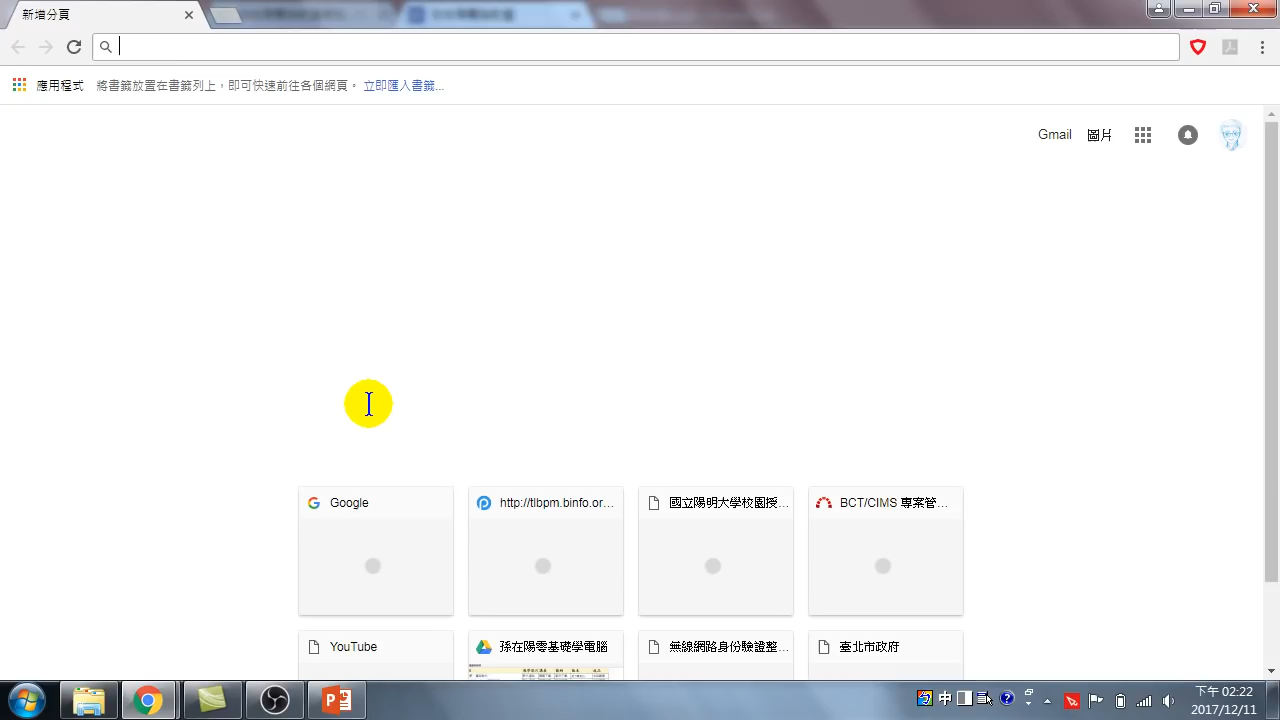 新增分頁
應用程式 將書籤放置在書籤列上，即可快速前往各個網頁。 立即匯入書籤...
Gmail 圖片
Google http://tlbpm.binfo.or... 國立陽明大學校園授... BCT/CIMS 專案管...
YouTube 孫在陽零基礎學電腦 無線網路身份驗證整... 臺北市政府
中 下午 02:22
2017/12/11